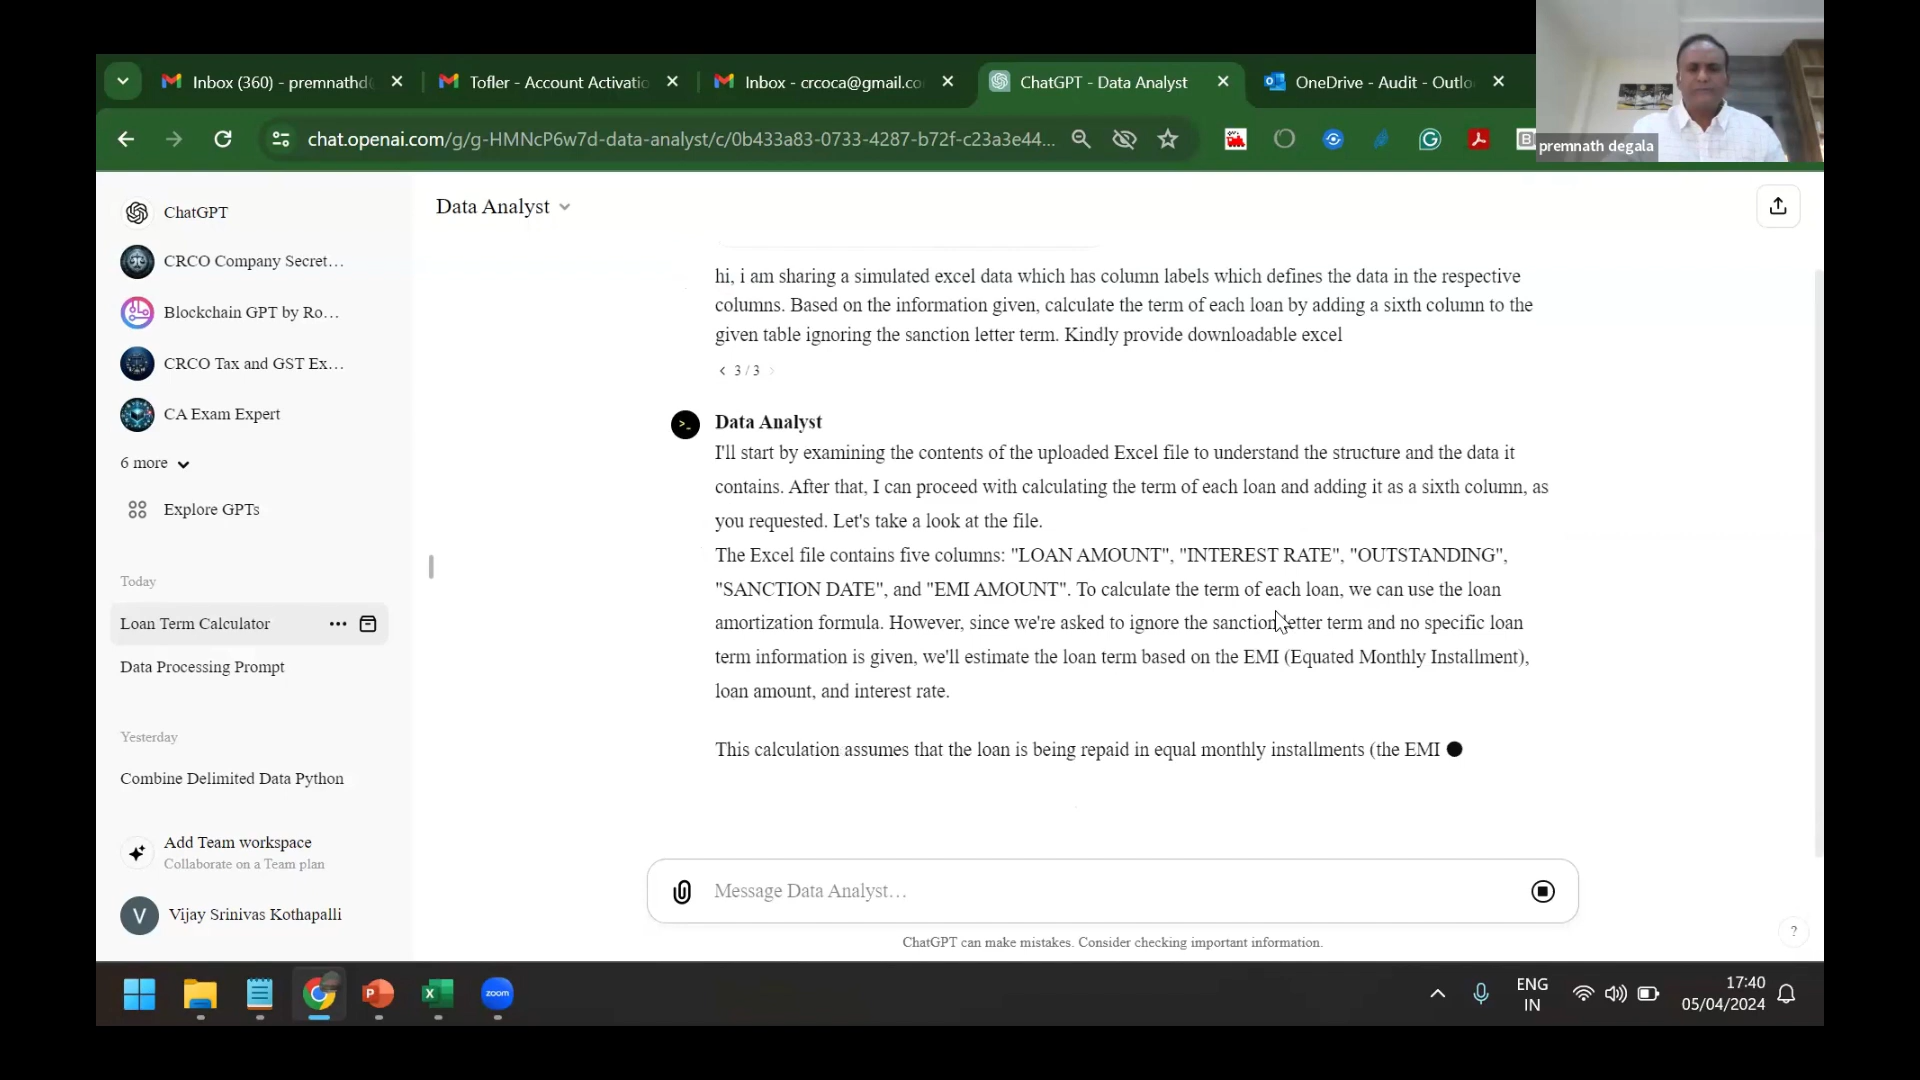 Inbox (360) - premnathd
Tofler - Account Activatio
Inbox - crcoca@gmail.co
ChatGPT - Data Analyst
OneDrive - Audit - Outlo
chat.openai.com/g/g-HMNcP6w7d-data-analyst/c/0b433a83-0733-4287-b72f-c23a3e44...
premnath degala
ChatGPT
CRCO Company Secret...
Blockchain GPT by Ro...
CRCO Tax and GST Ex...
CA Exam Expert
6 more
Explore GPTs
Today
Loan Term Calculator
Data Processing Prompt
Yesterday
Combine Delimited Data Python
Add Team workspace
Collaborate on a Team plan
V
Vijay Srinivas Kothapalli
Data Analyst
hi, i am sharing a simulated excel data which has column labels which defines the data in the respective
columns. Based on the information given, calculate the term of each loan by adding a sixth column to the
given table ignoring the sanction letter term. Kindly provide downloadable excel
< 3 / 3 >
Data Analyst
I'll start by examining the contents of the uploaded Excel file to understand the structure and the data it
contains. After that, I can proceed with calculating the term of each loan and adding it as a sixth column, as
you requested. Let's take a look at the file.
The Excel file contains five columns: "LOAN AMOUNT", "INTEREST RATE", "OUTSTANDING",
"SANCTION DATE", and "EMI AMOUNT". To calculate the term of each loan, we can use the loan
amortization formula. However, since we're asked to ignore the sanction letter term and no specific loan
term information is given, we'll estimate the loan term based on the EMI (Equated Monthly Installment),
loan amount, and interest rate.
This calculation assumes that the loan is being repaid in equal monthly installments (the EMI
Message Data Analyst...
ChatGPT can make mistakes. Consider checking important information.
?
zoom
ENG
IN
17:40
05/04/2024